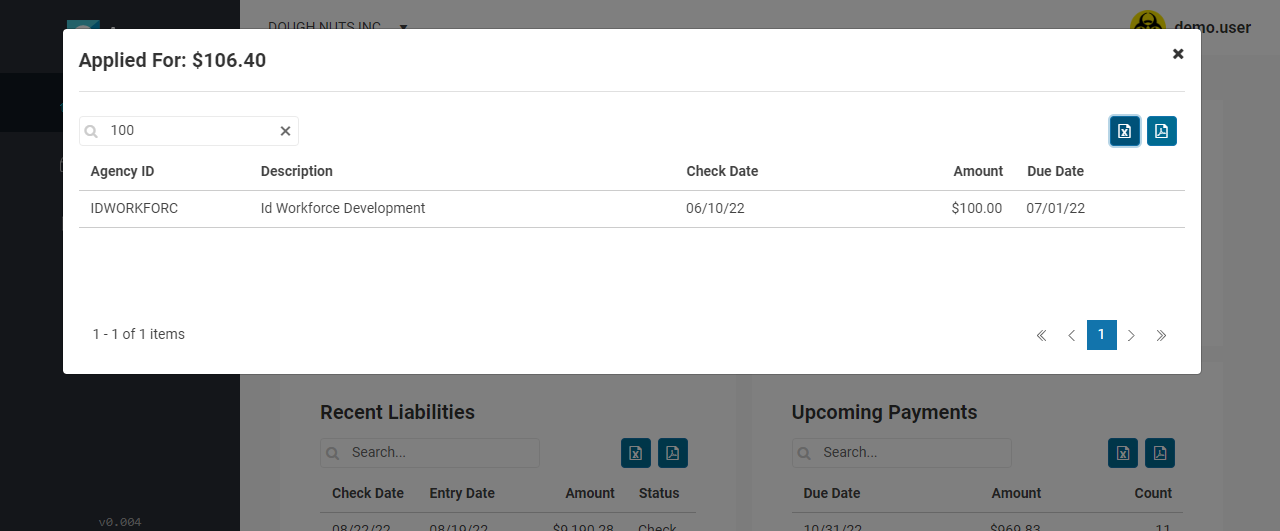 DOUGH NUTS INC
demo.user
Applied For: $106.40
100
Agency ID Description Check Date Amount Due Date
IDWORKFORC Id Workforce Development 06/10/22 $100.00 07/01/22
1 - 1 of 1 items
1
Recent Liabilities
Search...
Check Date Entry Date Amount Status
08/22/22 08/19/22 $9,190.28 Check
Upcoming Payments
Search...
Due Date Amount Count
10/31/22 $969.83 11
v0.004